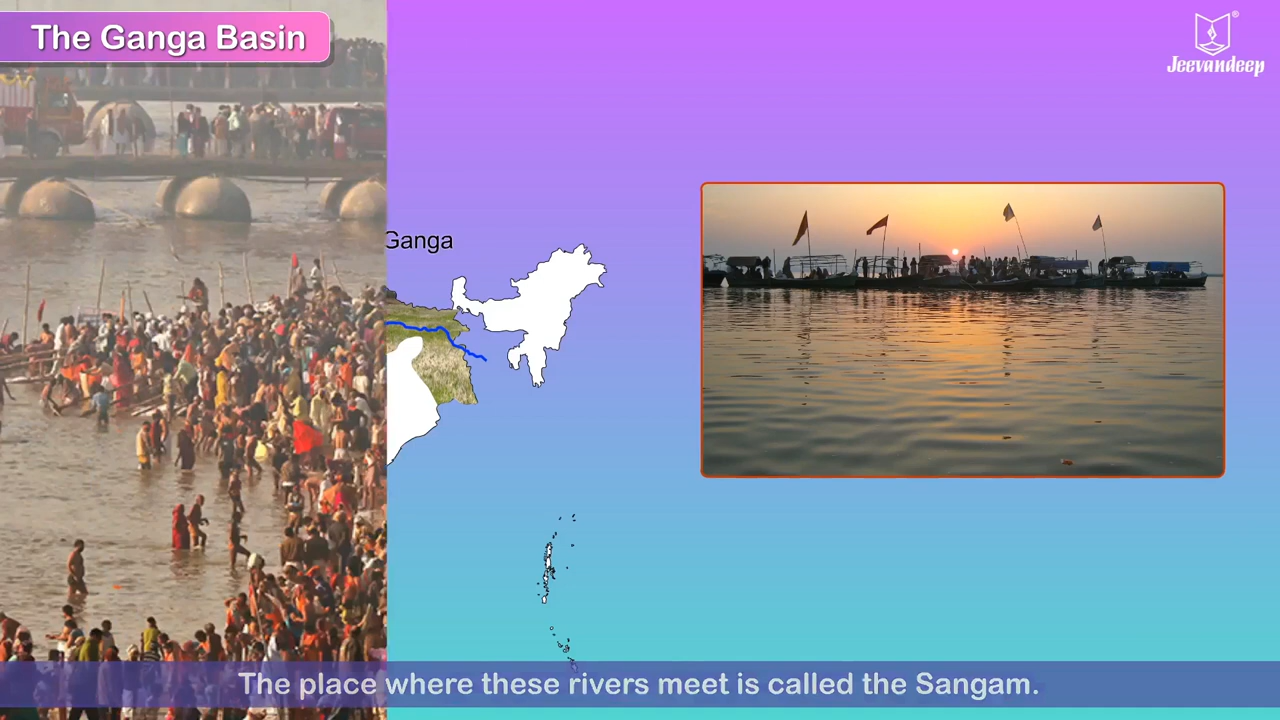 The Ganga Basin
Jeevandeep®
Ganga
The place where these rivers meet is called the Sangam.